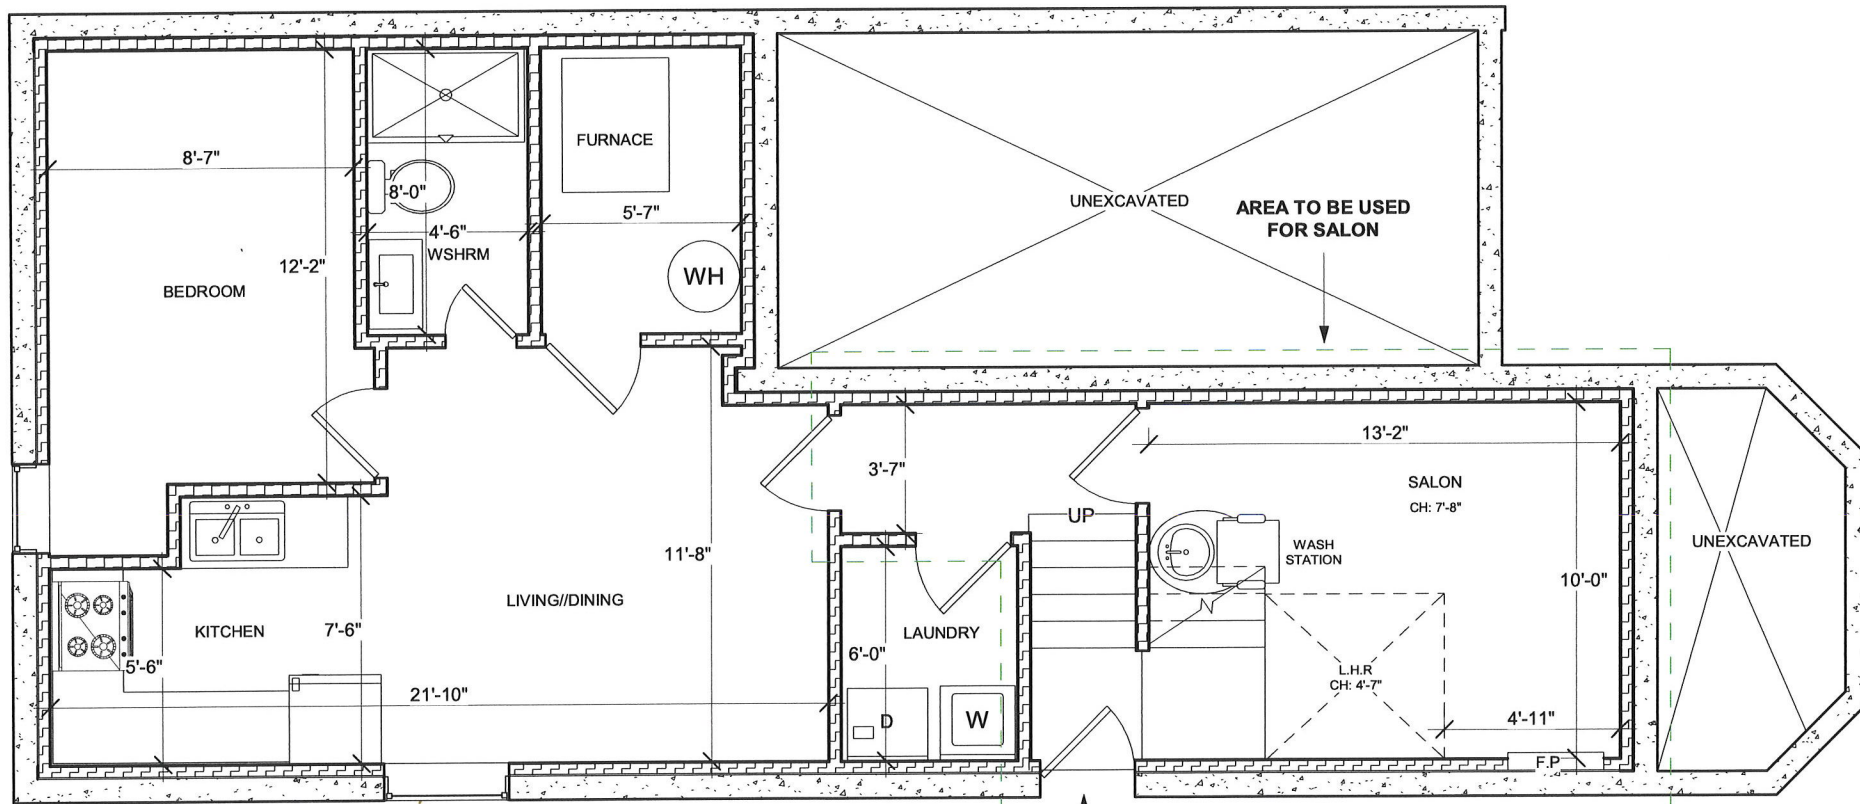 8'-7"
BEDROOM
12'-2"
8'-0"
4'-6"
WSHRM
FURNACE
5'-7"
WH
UNEXCAVATED
AREA TO BE USED
FOR SALON
KITCHEN
5'-6"
7'-6"
LIVING//DINING
21'-10"
11'-8"
3'-7"
UP
LAUNDRY
6'-0"
D
W
13'-2"
SALON
CH: 7'-8"
WASH
STATION
10'-0"
L.H.R
CH: 4'-7"
4'-11"
F.P
UNEXCAVATED